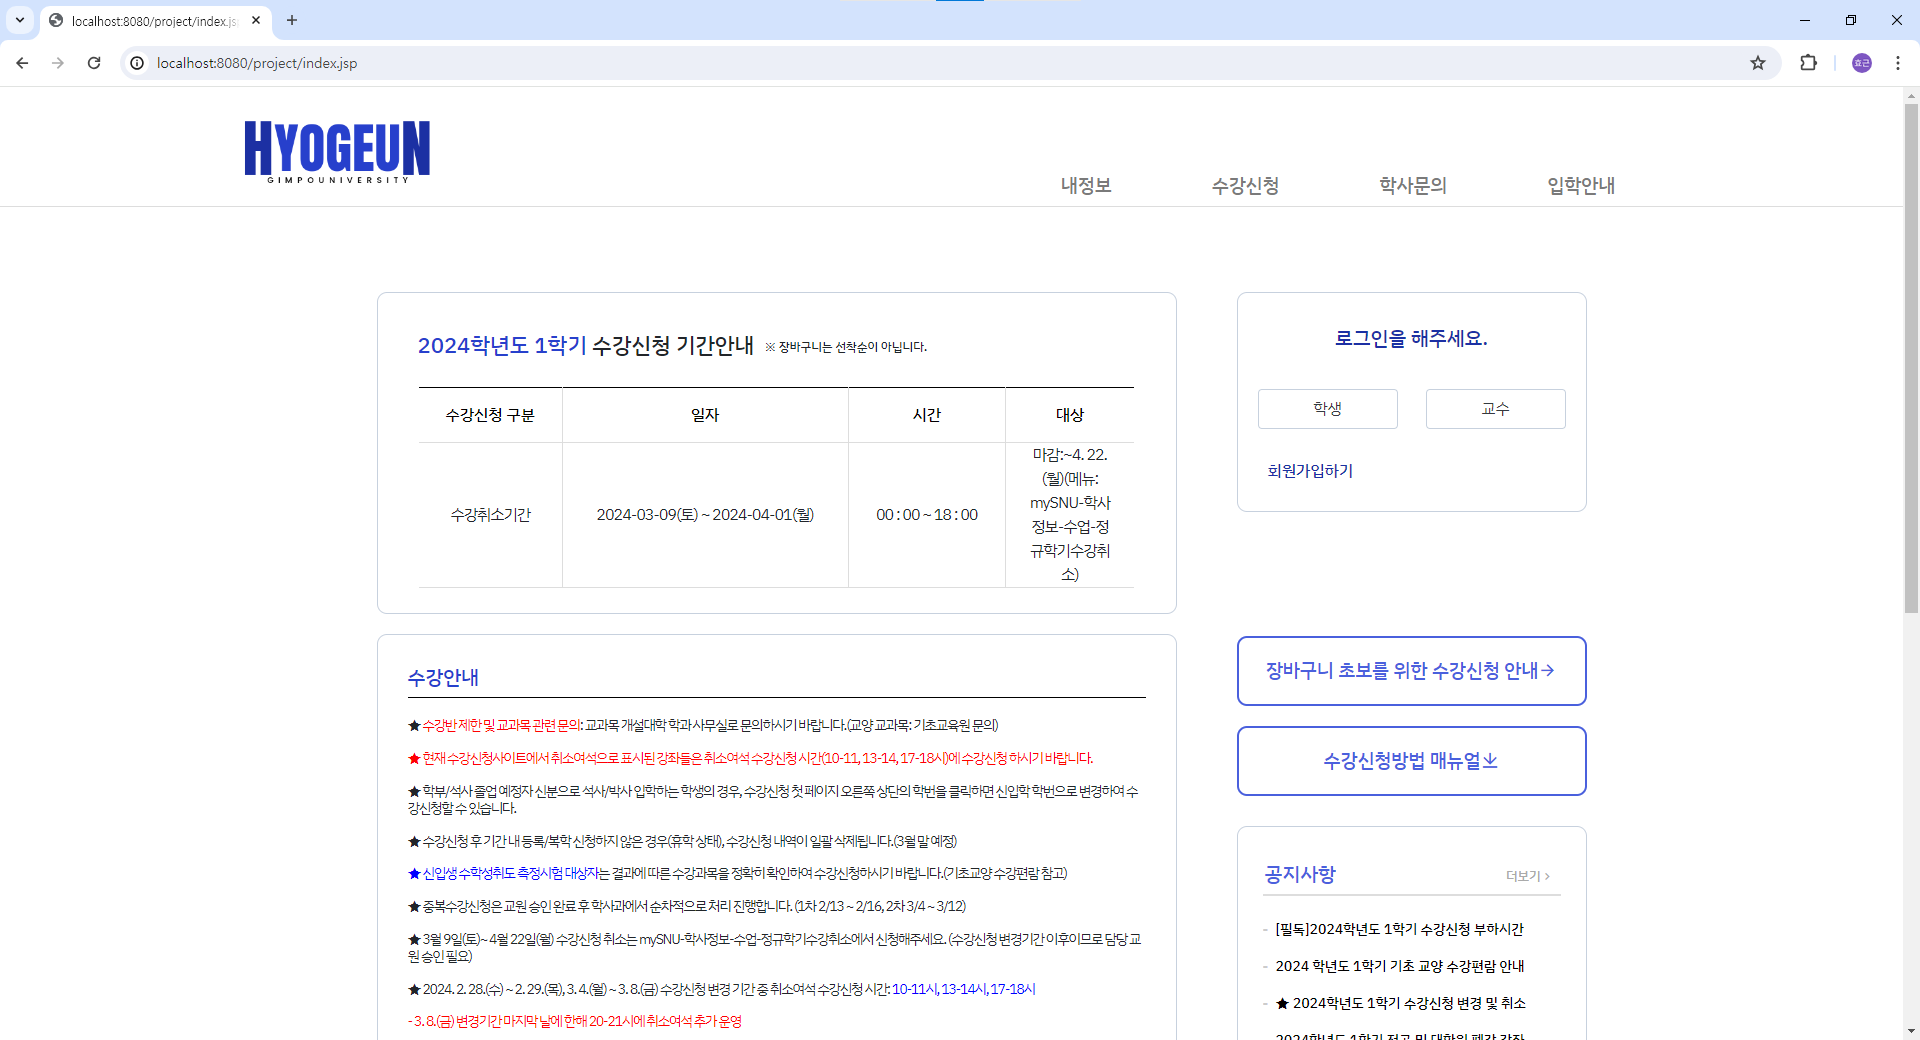 localhost:8080/project/index.js
localhost:8080/project/index.jsp
효근
HYOGEUN
GIMPOUNIVERSITY
내정보
수강신청
학사문의
입학안내
2024학년도 1학기 수강신청 기간안내 ※ 장바구니는 선착순이 아닙니다.
수강신청 구분 일자 시간 대상
수강취소기간 2024-03-09(토) ~ 2024-04-01(월) 00 : 00 ~ 18 : 00
마감:~4. 22.
(월)(메뉴:
mySNU-학사
정보-수업-정
규학기수강취
소)
로그인을 해주세요.
학생
교수
회원가입하기
수강안내
★ 수강반 제한 및 교과목 관련 문의: 교과목 개설대학 학과 사무실로 문의하시기 바랍니다.(교양 교과목: 기초교육원 문의)
★ 현재 수강신청사이트에서 취소여석으로 표시된 강좌들은 취소여석 수강신청 시간(10-11, 13-14, 17-18시)에 수강신청 하시기 바랍니다.
★ 학부/석사 졸업 예정자 신분으로 석사/박사 입학하는 학생의 경우, 수강신청 첫 페이지 오른쪽 상단의 학번을 클릭하면 신입학 학번으로 변경하여 수
강신청할 수 있습니다.
★ 수강신청 후 기간 내 등록/복학 신청하지 않은 경우(휴학 상태), 수강신청 내역이 일괄 삭제됩니다.(3월 말 예정)
★ 신입생 수학성취도 측정시험 대상자는 결과에 따른 수강과목을 정확히 확인하여 수강신청하시기 바랍니다.(기초교양 수강편람 참고)
★ 중복수강신청은 교원 승인 완료 후 학사과에서 순차적으로 처리 진행합니다. (1차 2/13 ~ 2/16, 2차 3/4 ~ 3/12)
★ 3월 9일(토)~ 4월 22일(월) 수강신청 취소는 mySNU-학사정보-수업-정규학기수강취소에서 신청해주세요. (수강신청 변경기간 이후이므로 담당 교
원 승인 필요)
★ 2024. 2. 28.(수) ~ 2. 29.(목), 3. 4.(월) ~ 3. 8.(금) 수강신청 변경 기간 중 취소여석 수강신청 시간: 10-11시, 13-14시, 17-18시
- 3. 8.(금) 변경기간 마지막 날에 한해 20-21시에 취소여석 추가 운영
장바구니 초보를 위한 수강신청 안내→
수강신청방법 매뉴얼↓
공지사항
더보기 >
- [필독]2024학년도 1학기 수강신청 부하시간
- 2024 학년도 1학기 기초 교양 수강편람 안내
- ★ 2024학년도 1학기 수강신청 변경 및 취소
2024학년도 1학기 전공 및 대학원 폐강 강좌